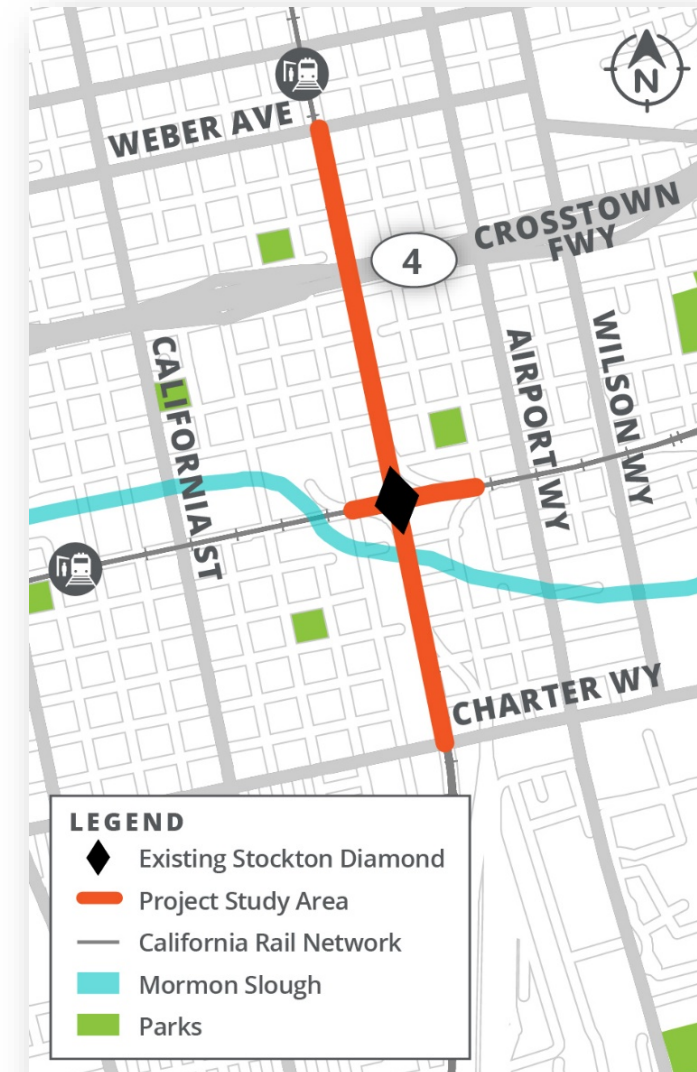 N
WEBER AVE
CROSSTOWN
FWY
4
CALIFORNIA ST
AIRPORT WY
WILSON WY
CHARTER WY
LEGEND
Existing Stockton Diamond
Project Study Area
California Rail Network
Mormon Slough
Parks